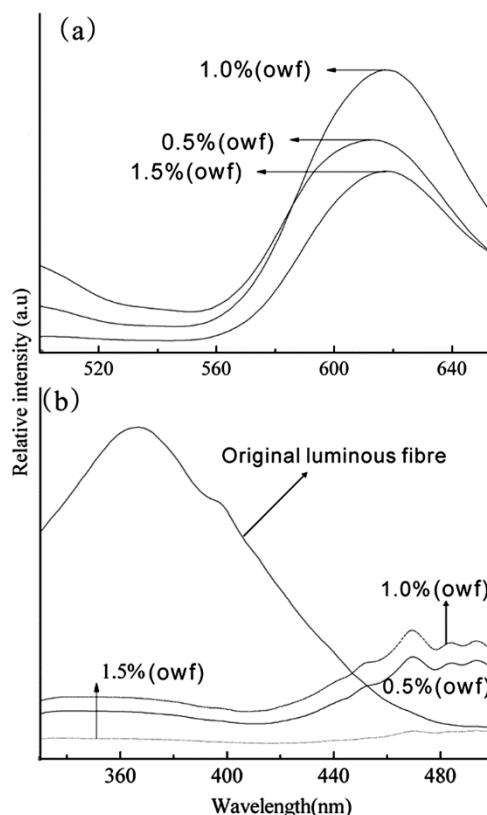 (a)
1.0%(owf)
0.5%(owf)
1.5%(owf)
520 560 600 640
Relative intensity (a.u)
(b)
Original luminous fibre
1.0%(owf)
1.5%(owf)
0.5%(owf)
360 400 440 480
Wavelength(nm)